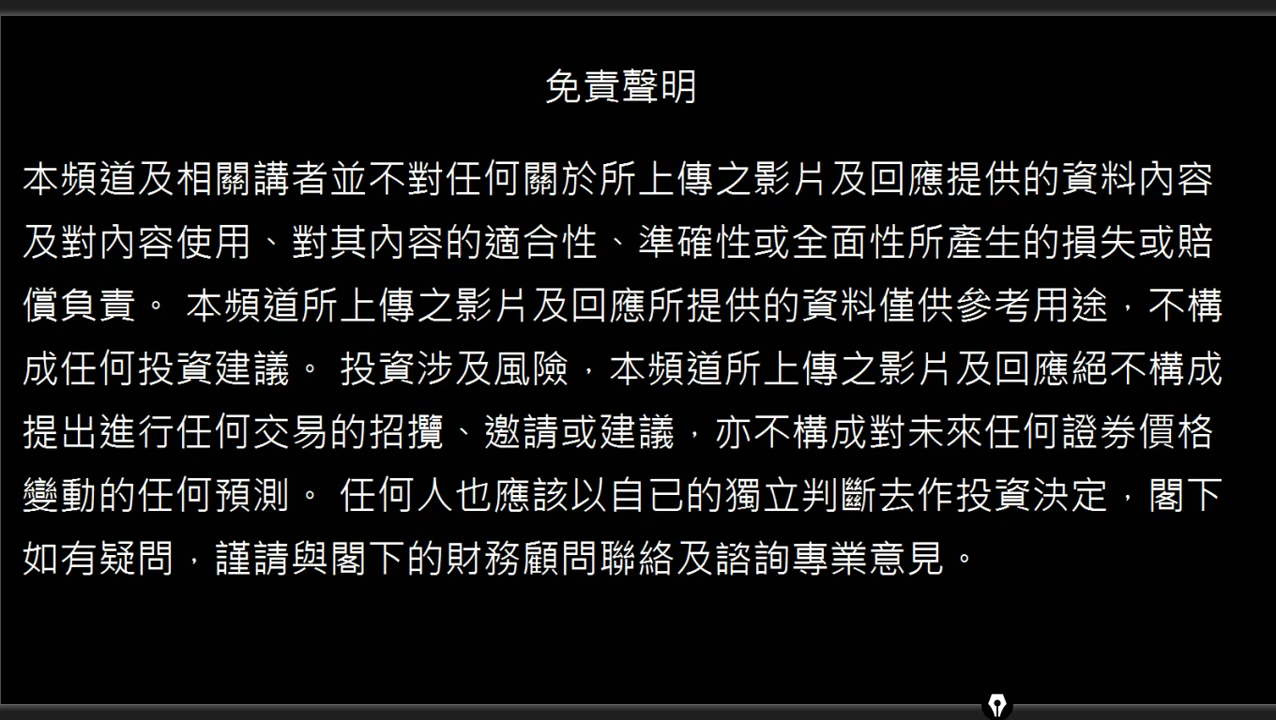 免責聲明
本頻道及相關講者並不對任何關於所上傳之影片及回應提供的資料內容
及對內容使用、對其內容的適合性、準確性或全面性所產生的損失或賠
償負責。 本頻道所上傳之影片及回應所提供的資料僅供參考用途，不構
成任何投資建議。 投資涉及風險，本頻道所上傳之影片及回應絕不構成
提出進行任何交易的招攬、邀請或建議，亦不構成對未來任何證券價格
變動的任何預測。 任何人也應該以自已的獨立判斷去作投資決定，閣下
如有疑問，謹請與閣下的財務顧問聯絡及諮詢專業意見。